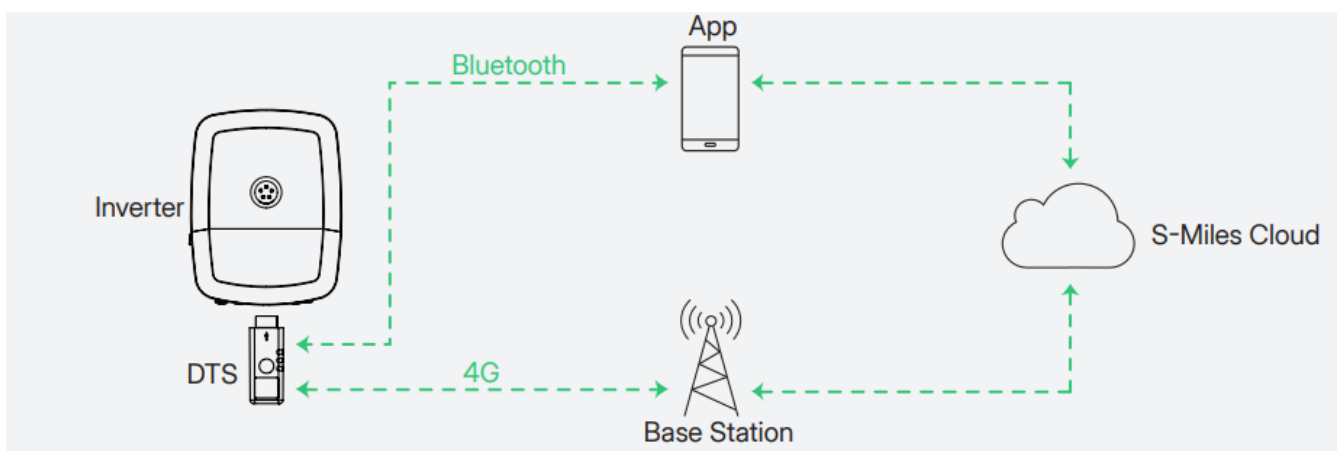 App
Bluetooth
Inverter
S-Miles Cloud
DTS
4G
Base Station